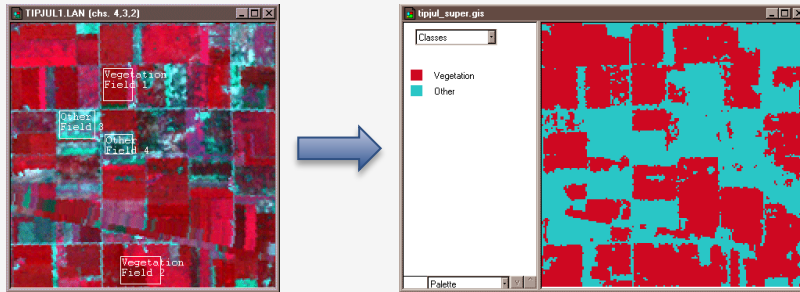 TIPJUL1.LAN (chs. 4,3,2)
Vegetation
Field 1
Other
Field 3
Other
Field 4
Vegetation
Field 2
tipjul_super.gis
Classes
Vegetation
Other
Palette